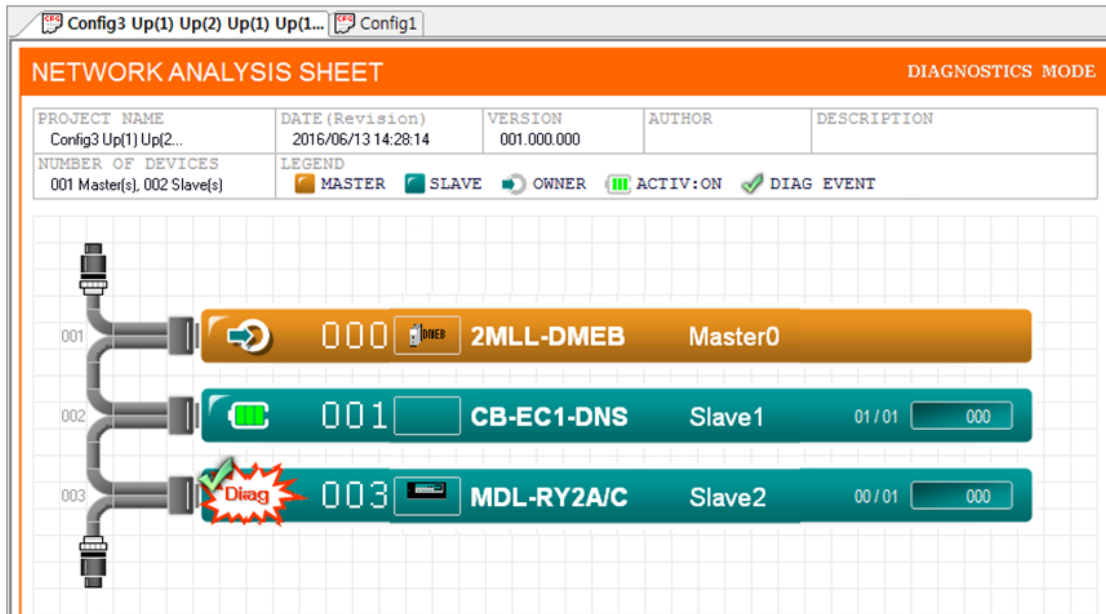 Config3 Up(1) Up(2) Up(1) Up(1... Config1
NETWORK ANALYSIS SHEET DIAGNOSTICS MODE
PROJECT NAME DATE(Revision) VERSION AUTHOR DESCRIPTION
Config3 Up(1) Up(2... 2016/06/13 14:28:14 001.000.000
NUMBER OF DEVICES LEGEND
001 Master(s), 002 Slave(s) MASTER SLAVE OWNER ACTIV:ON DIAG EVENT
001 000 DMEB 2MLL-DMEB Master0
002 001 CB-EC1-DNS Slave1 01 / 01 000
003 Diag 003 MDL-RY2A/C Slave2 00 / 01 000